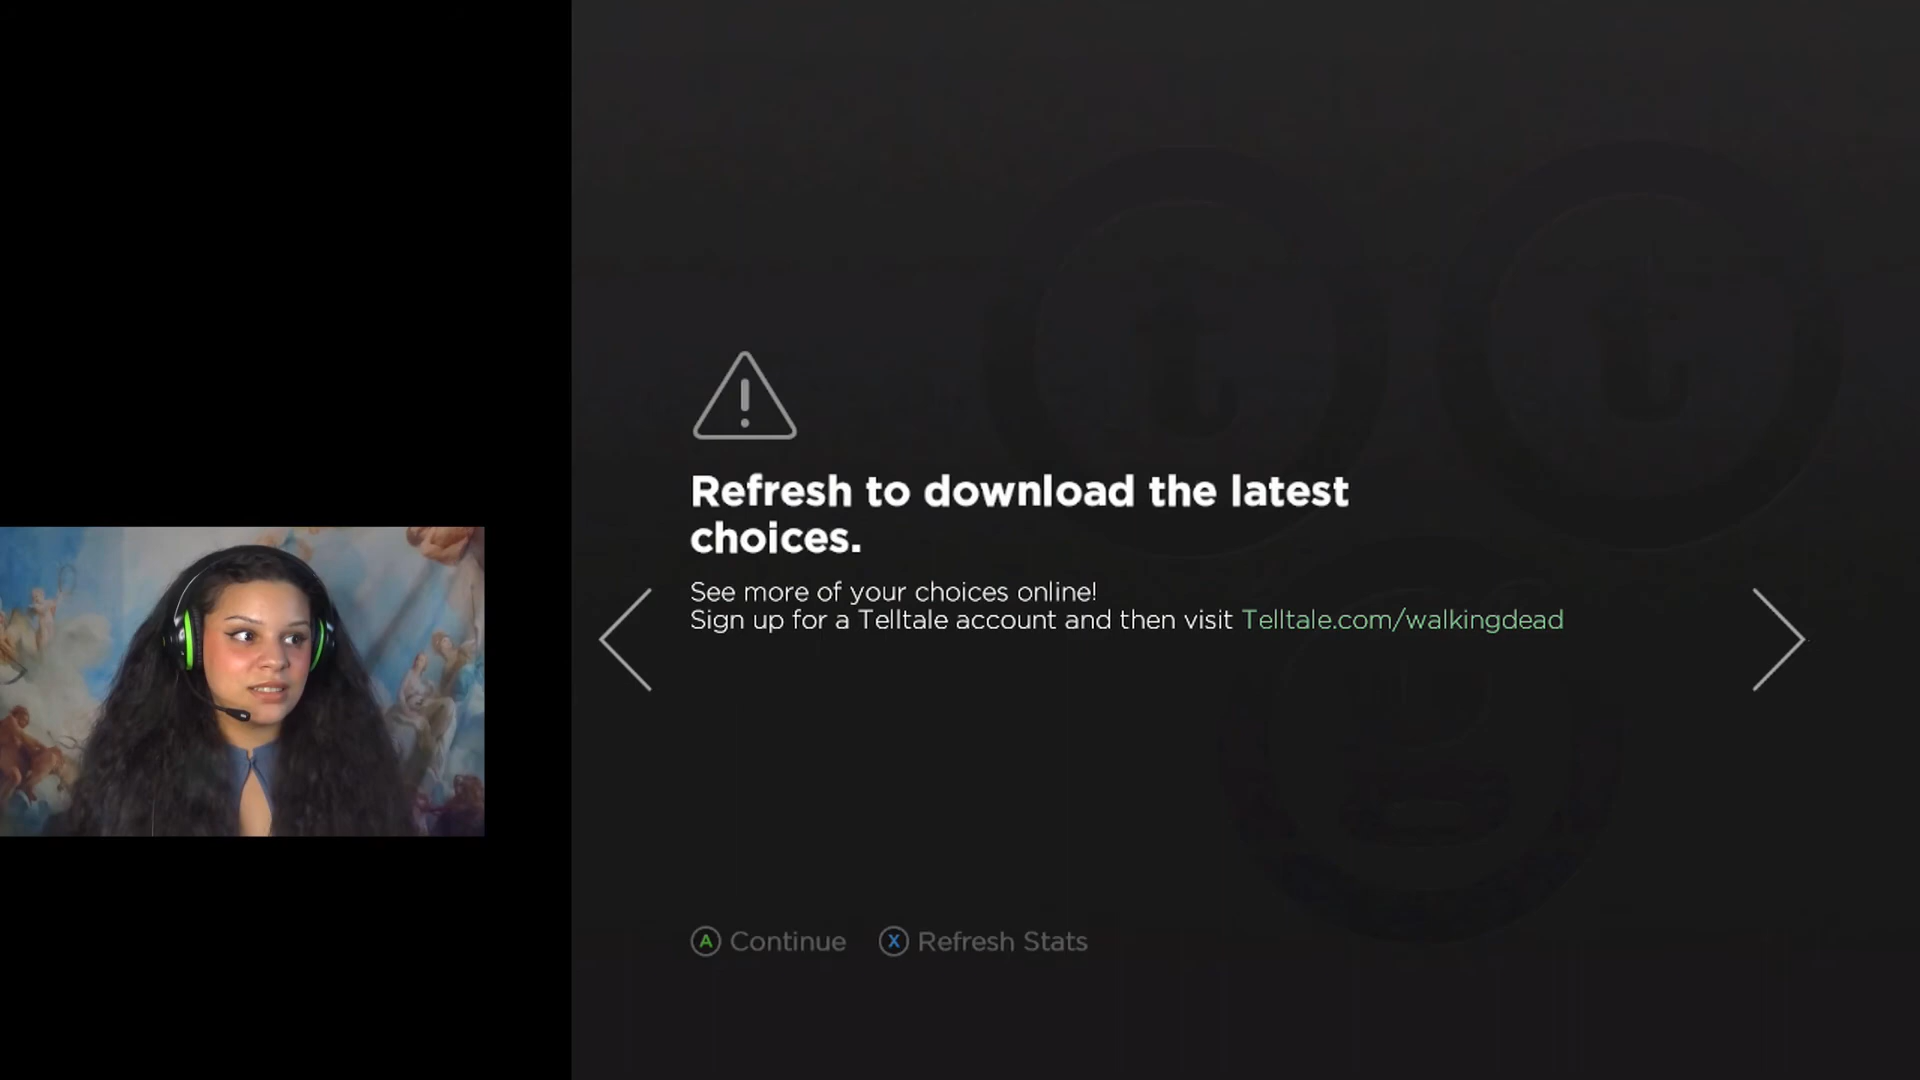 Refresh to download the latest
choices.
See more of your choices online!
Sign up for a Telltale account and then visit Telltale.com/walkingdead
A Continue X Refresh Stats